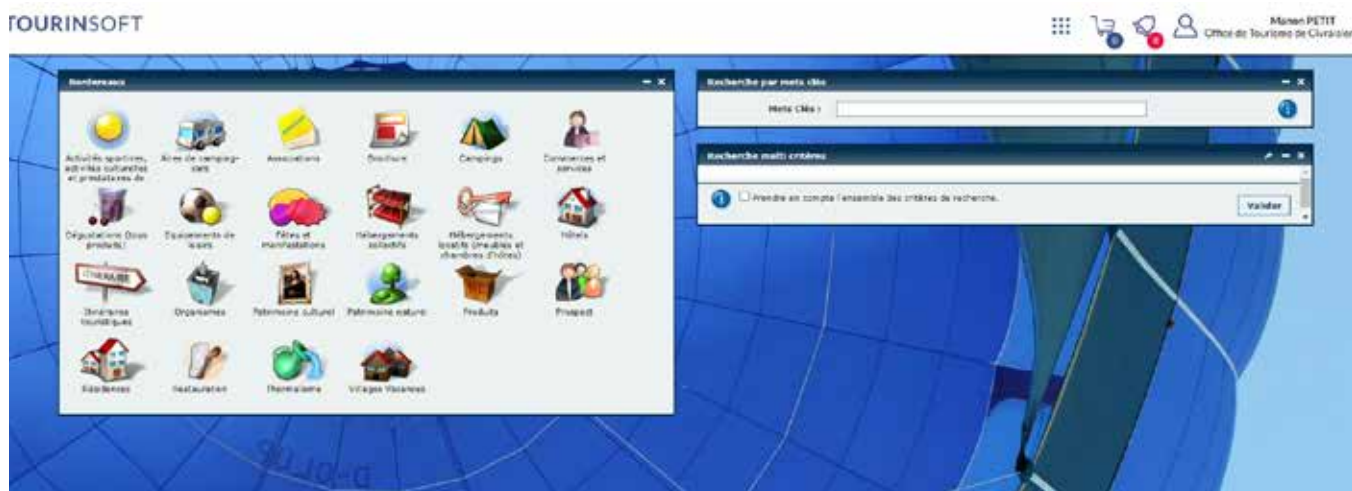 TOURINSOFT
Manon PETIT
Office de Tourisme de Civraisien
Bordereaux
Activités sportives,
activités culturelles
et prestataires de
Aires de camping-
cars
Associations
Brochure
Campings
Commerces et
services
Dégustations (tous
produits)
Equipements de
loisirs
Fêtes et
manifestations
Hébergements
collectifs
Hébergements
locatifs (meublés et
chambres d'hôtes)
Hôtels
ITINERAIRE
Itinéraires
touristiques
Organismes
Patrimoine culturel
Patrimoine naturel
Produits
Prospect
Résidences
Restauration
Thermalisme
Villages Vacances
Recherche par mots clés
Mots Clés :
Recherche multi critères
Prendre en compte l'ensemble des critères de recherche.
Valider